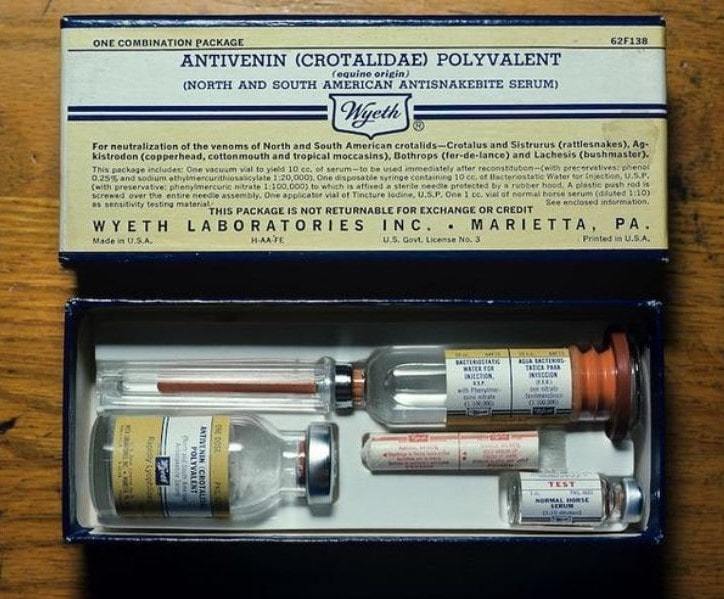 ONE COMBINATION PACKAGE 62F138
ANTIVENIN (CROTALIDAE) POLYVALENT
(equine origin)
(NORTH AND SOUTH AMERICAN ANTISNAKEBITE SERUM)
Wyeth ®
For neutralization of the venoms of North and South American crotalids—Crotalus and Sistrurus (rattlesnakes), Ag-
kistrodon (copperhead, cottonmouth and tropical moccasins), Bothrops (fer-de-lance) and Lachesis (bushmaster).
This package includes: One vacuum vial to yield 10 cc. of serum—to be used immediately after reconstitution—(with preservatives: phenol
0.25% and sodium ethylmercurithiosalicylate 1:20,000). One disposable syringe containing 10 cc. of Bacteriostatic Water for Injection, U.S.P.
(with preservative: phenylmercuric nitrate 1:100,000) to which is affixed a sterile needle protected by a rubber hood. A plastic push rod is
screwed over the entire needle assembly. One applicator vial of Tincture Iodine, U.S.P. One 1 cc. vial of normal horse serum (diluted 1:10)
as sensitivity testing material. See enclosed information.
THIS PACKAGE IS NOT RETURNABLE FOR EXCHANGE OR CREDIT
WYETH LABORATORIES INC. • MARIETTA, PA.
Made in U.S.A. U.S. Govt. License No. 3 Printed in U.S.A.
BACTERIOSTATIC
WATER FOR
INJECTION,
U.S.P.
AGUA BACTERIOS-
TATICA PARA
INYECCION
ONE DOSE
ANTIVENIN (CROTALIDAE)
POLYVALENT
Wyeth
TEST
NORMAL HORSE
SERUM